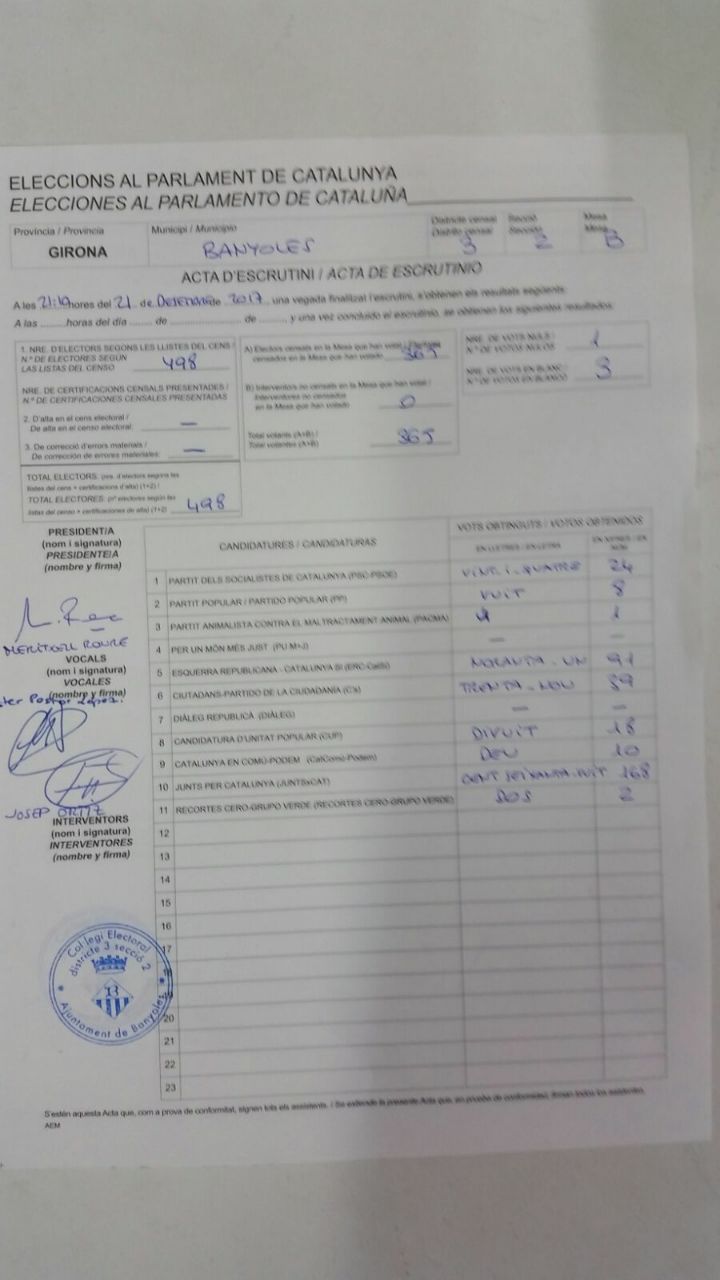 ELECCIONS AL PARLAMENT DE CATALUNYA
ELECCIONES AL PARLAMENTO DE CATALUÑA
Província / Provincia
GIRONA
Municipi / Municipio
BANYOLES
Districte censal Secció Mesa
Distrito censal Sección Mesa
3 2 B
ACTA D'ESCRUTINI / ACTA DE ESCRUTINIO
A les 21:19 hores del 21 de Desembre de 2017, una vegada finalitzat l'escrutini, s'obtenen els resultats següents:
A las horas del día de de y una vez concluido el escrutinio, se obtienen los siguientes resultados:
1. NRE. D'ELECTORS SEGONS LES LLISTES DEL CENS /
N.º DE ELECTORES SEGÚN
LAS LISTAS DEL CENSO 498
NRE. DE CERTIFICACIONS CENSALS PRESENTADES /
N.º DE CERTIFICACIONES CENSALES PRESENTADAS
2. D'alta en el cens electoral /
De alta en el censo electoral: —
3. De correcció d'errors materials /
De corrección de errores materiales: —
TOTAL ELECTORS: (nre. d'electors segons les
llistes del cens + certificacions d'alta) (1+2) /
TOTAL ELECTORES: (nº electores según las
listas del censo + certificaciones de alta) (1+2) 498
A) Electors censats en la Mesa que han votat / Electores
censados en la Mesa que han votado 365
B) Interventors no censats en la Mesa que han votat /
Interventores no censados
en la Mesa que han votado 0
Total votants (A+B) /
Total votantes (A+B) 365
NRE. DE VOTS NULS /
N.º DE VOTOS NULOS 1
NRE. DE VOTS EN BLANC /
N.º DE VOTOS EN BLANCO 3
PRESIDENT/A
(nom i signatura)
PRESIDENTE/A
(nombre y firma)
MERITXELL ROURE
VOCALS
(nom i signatura)
VOCALES
(nombre y firma)
JOSEP ORTIZ
INTERVENTORS
(nom i signatura)
INTERVENTORES
(nombre y firma)
CANDIDATURES / CANDIDATURAS
VOTS OBTINGUTS / VOTOS OBTENIDOS
EN LLETRES / EN LETRA
EN XIFRES / EN NÚM.
1 PARTIT DELS SOCIALISTES DE CATALUNYA (PSC-PSOE) VINT-I-QUATRE 24
2 PARTIT POPULAR / PARTIDO POPULAR (PP) VUIT 8
3 PARTIT ANIMALISTA CONTRA EL MALTRACTAMENT ANIMAL (PACMA) 1
4 PER UN MÓN MÉS JUST (PUM+J) — —
5 ESQUERRA REPUBLICANA - CATALUNYA SÍ (ERC-CatSí) NORANTA-UN 91
6 CIUTADANS-PARTIDO DE LA CIUDADANÍA (C's) TRENTA-NOU 39
7 DIÀLEG REPUBLICÀ (DIÀLEG) — —
8 CANDIDATURA D'UNITAT POPULAR (CUP) DIVUIT 18
9 CATALUNYA EN COMÚ-PODEM (CatComú-Podem) DEU 10
10 JUNTS PER CATALUNYA (JUNTSxCAT) CENT SEIXANTA-VUIT 168
11 RECORTES CERO-GRUPO VERDE (RECORTES CERO-GRUPO VERDE) DOS 2
12
13
14
15
16
17
18
19
20
21
22
23
Col·legi Electoral
districte 3 secció 2
Ajuntament de Banyoles
S'estén aquesta Acta que, com a prova de conformitat, signen tots els assistents. / Se extiende la presente Acta que, en prueba de conformidad, firman todos los asistentes.
AEM